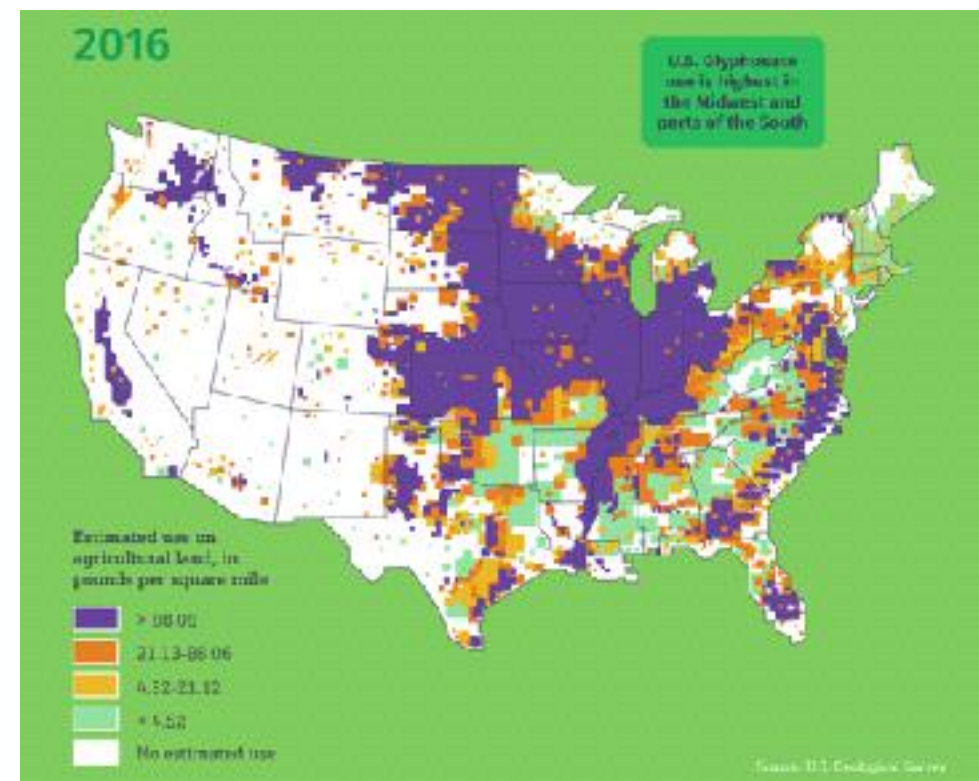 2016
U.S. Glyphosate
use is highest in
the Midwest and
parts of the South
Estimated use on
agricultural land, in
pounds per square mile
>
21.13-88.06
4.52-21.12
< 4.52
No estimated use
Source: U.S. Geological Survey